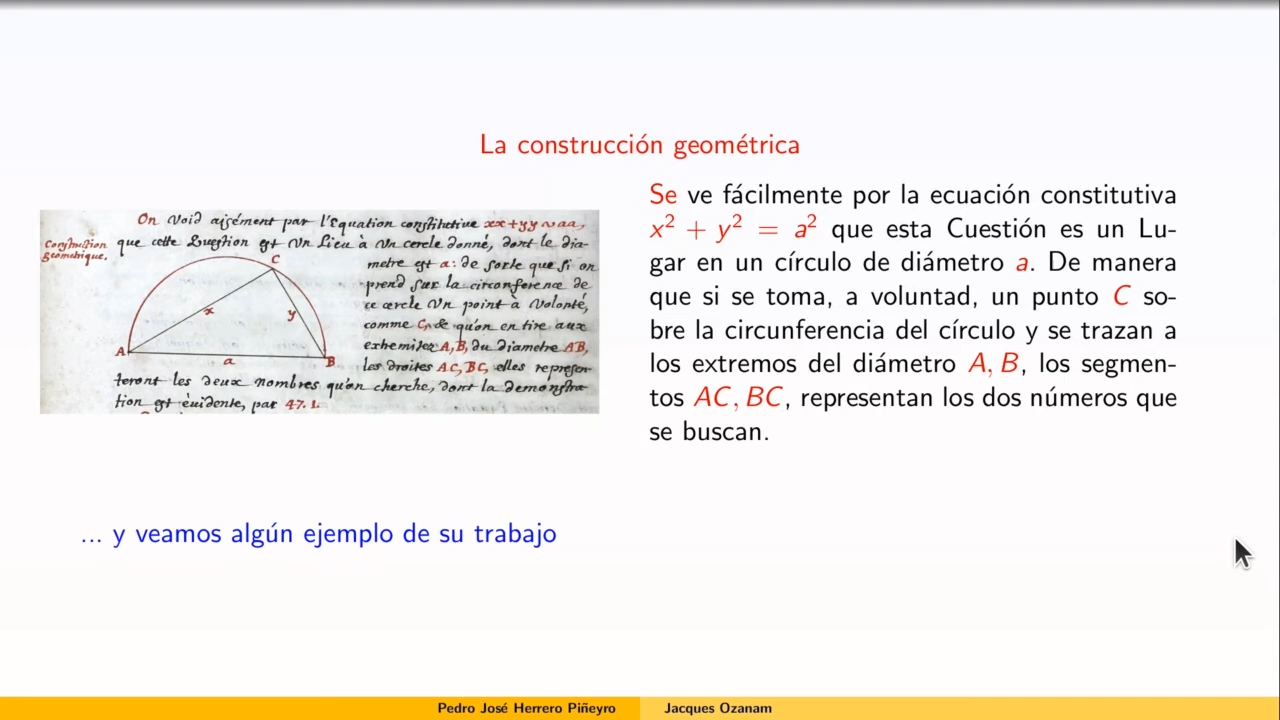 La construcción geométrica
On Void aisément par l'Equation constitutive xx+yy ∾ aa,
Construction
geometrique.
que cette Question est Vn Lieu à Vn cercle donné, dont le dia-
metre est a: de sorte que si on
prend sur la circonference de
ce cercle Vn point à Volonté,
comme C, & qu'on en tire aux
extremitez A, B, du diametre AB,
les droites AC, BC, elles represen
teront les deux nombres qu'on cherche, dont la demonstra
tion est évidente, par 47. 1.
C
x
y
A
a
B
Se ve fácilmente por la ecuación constitutiva
x² + y² = a² que esta Cuestión es un Lu-
gar en un círculo de diámetro a. De manera
que si se toma, a voluntad, un punto C so-
bre la circunferencia del círculo y se trazan a
los extremos del diámetro A, B, los segmen-
tos AC, BC, representan los dos números que
se buscan.
... y veamos algún ejemplo de su trabajo
Pedro José Herrero Piñeyro
Jacques Ozanam